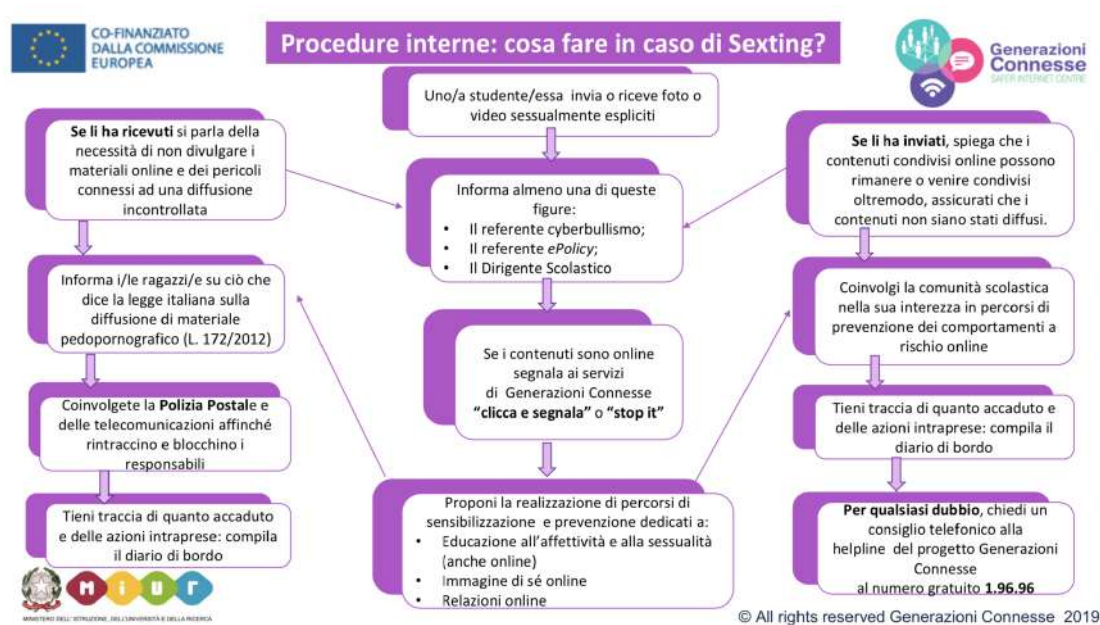 CO-FINANZIATO
DALLA COMMISSIONE
EUROPEA
Procedure interne: cosa fare in caso di Sexting?
Generazioni
Connesse
SAFER INTERNET CENTRE
Uno/a studente/essa invia o riceve foto o
video sessualmente espliciti
Se li ha ricevuti si parla della
necessità di non divulgare i
materiali online e dei pericoli
connessi ad una diffusione
incontrollata
Informa i/le ragazzi/e su ciò che
dice la legge italiana sulla
diffusione di materiale
pedopornografico (L. 172/2012)
Coinvolgete la Polizia Postale e
delle telecomunicazioni affinché
rintraccino e blocchino i
responsabili
Tieni traccia di quanto accaduto
e delle azioni intraprese: compila
il diario di bordo
Informa almeno una di queste
figure:
• Il referente cyberbullismo;
• Il referente ePolicy;
• Il Dirigente Scolastico
Se i contenuti sono online
segnala ai servizi
di Generazioni Connesse
“clicca e segnala” o “stop it”
Proponi la realizzazione di percorsi di
sensibilizzazione e prevenzione dedicati a:
• Educazione all'affettività e alla sessualità
(anche online)
• Immagine di sé online
• Relazioni online
Se li ha inviati, spiega che i
contenuti condivisi online possono
rimanere o venire condivisi
oltremodo, assicurati che i
contenuti non siano stati diffusi.
Coinvolgi la comunità scolastica
nella sua interezza in percorsi di
prevenzione dei comportamenti a
rischio online
Tieni traccia di quanto accaduto e
delle azioni intraprese: compila il
diario di bordo
Per qualsiasi dubbio, chiedi un
consiglio telefonico alla
helpline del progetto Generazioni
Connesse
al numero gratuito 1.96.96
miur
MINISTERO DELL'ISTRUZIONE, DELL'UNIVERSITÀ E DELLA RICERCA
© All rights reserved Generazioni Connesse 2019